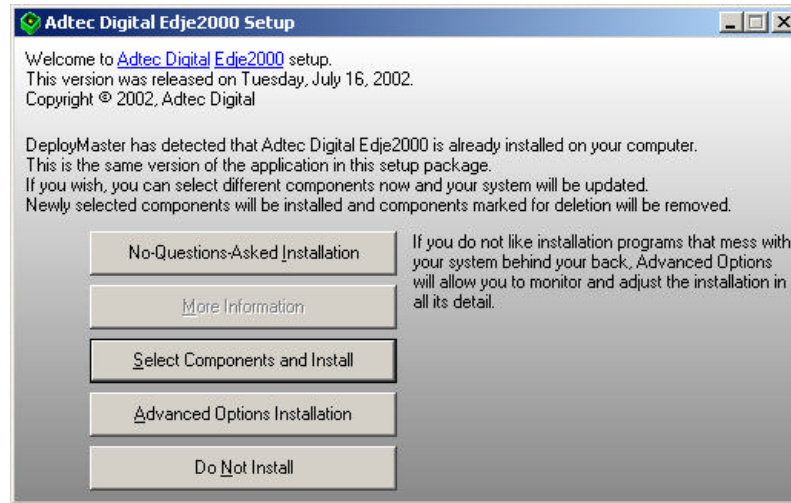 Adtec Digital Edje2000 Setup
Welcome to Adtec Digital Edje2000 setup.
This version was released on Tuesday, July 16, 2002.
Copyright © 2002, Adtec Digital
DeployMaster has detected that Adtec Digital Edje2000 is already installed on your computer.
This is the same version of the application in this setup package.
If you wish, you can select different components now and your system will be updated.
Newly selected components will be installed and components marked for deletion will be removed.
No-Questions-Asked Installation
More Information
Select Components and Install
Advanced Options Installation
Do Not Install
If you do not like installation programs that mess with
your system behind your back, Advanced Options
will allow you to monitor and adjust the installation in
all its detail.